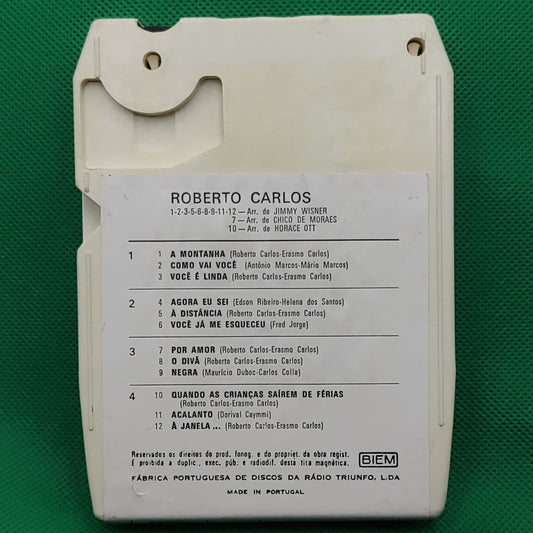 ROBERTO CARLOS
1-2-3-5-6-8-9-11-12 — Arr. de JIMMY WISNER
7 — Arr. de CHICO DE MORAES
10 — Arr. de HORACE OTT
1
1 A MONTANHA (Roberto Carlos-Erasmo Carlos)
2 COMO VAI VOCÊ (António Marcos-Mário Marcos)
3 VOCÊ É LINDA (Roberto Carlos-Erasmo Carlos)
2
4 AGORA EU SEI (Edson Ribeiro-Helena dos Santos)
5 À DISTÂNCIA (Roberto Carlos-Erasmo Carlos)
6 VOCÊ JÁ ME ESQUECEU (Fred Jorge)
3
7 POR AMOR (Roberto Carlos-Erasmo Carlos)
8 O DIVÃ (Roberto Carlos-Erasmo Carlos)
9 NEGRA (Maurício Duboc-Carlos Colla)
4
10 QUANDO AS CRIANÇAS SAÍREM DE FÉRIAS
(Roberto Carlos-Erasmo Carlos)
11 ACALANTO (Dorival Caymmi)
12 À JANELA... (Roberto Carlos-Erasmo Carlos)
Reservados os direitos do prod. fonog. e do propriet. da obra regist.
É proibida a duplic., exec. púb. e radiodif. desta fita magnética.
BIEM
FÁBRICA PORTUGUESA DE DISCOS DA RÁDIO TRIUNFO, L.DA
MADE IN PORTUGAL